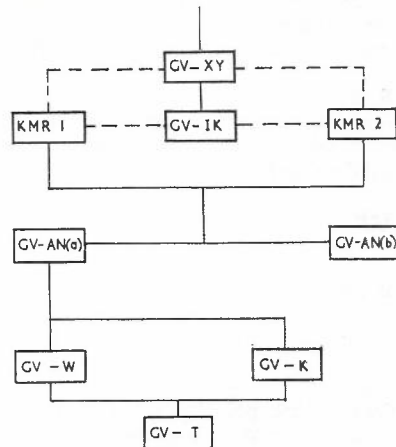 GV-XY
KMR 1
GV-IK
KMR 2
GV-AN(a)
GV-AN(b)
GV-W
GV-K
GV-T